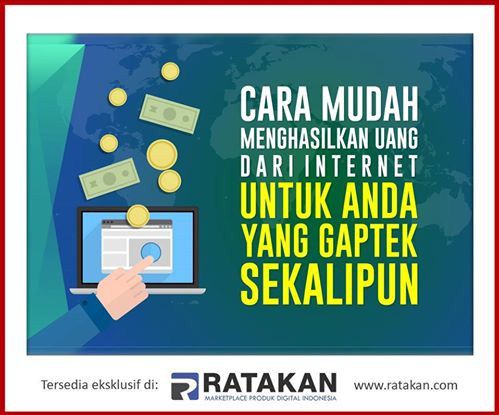 CARA MUDAH
MENGHASILKAN UANG
DARI INTERNET
UNTUK ANDA
YANG GAPTEK
SEKALIPUN
Tersedia eksklusif di: RATAKAN www.ratakan.com
MARKETPLACE PRODUK DIGITAL INDONESIA